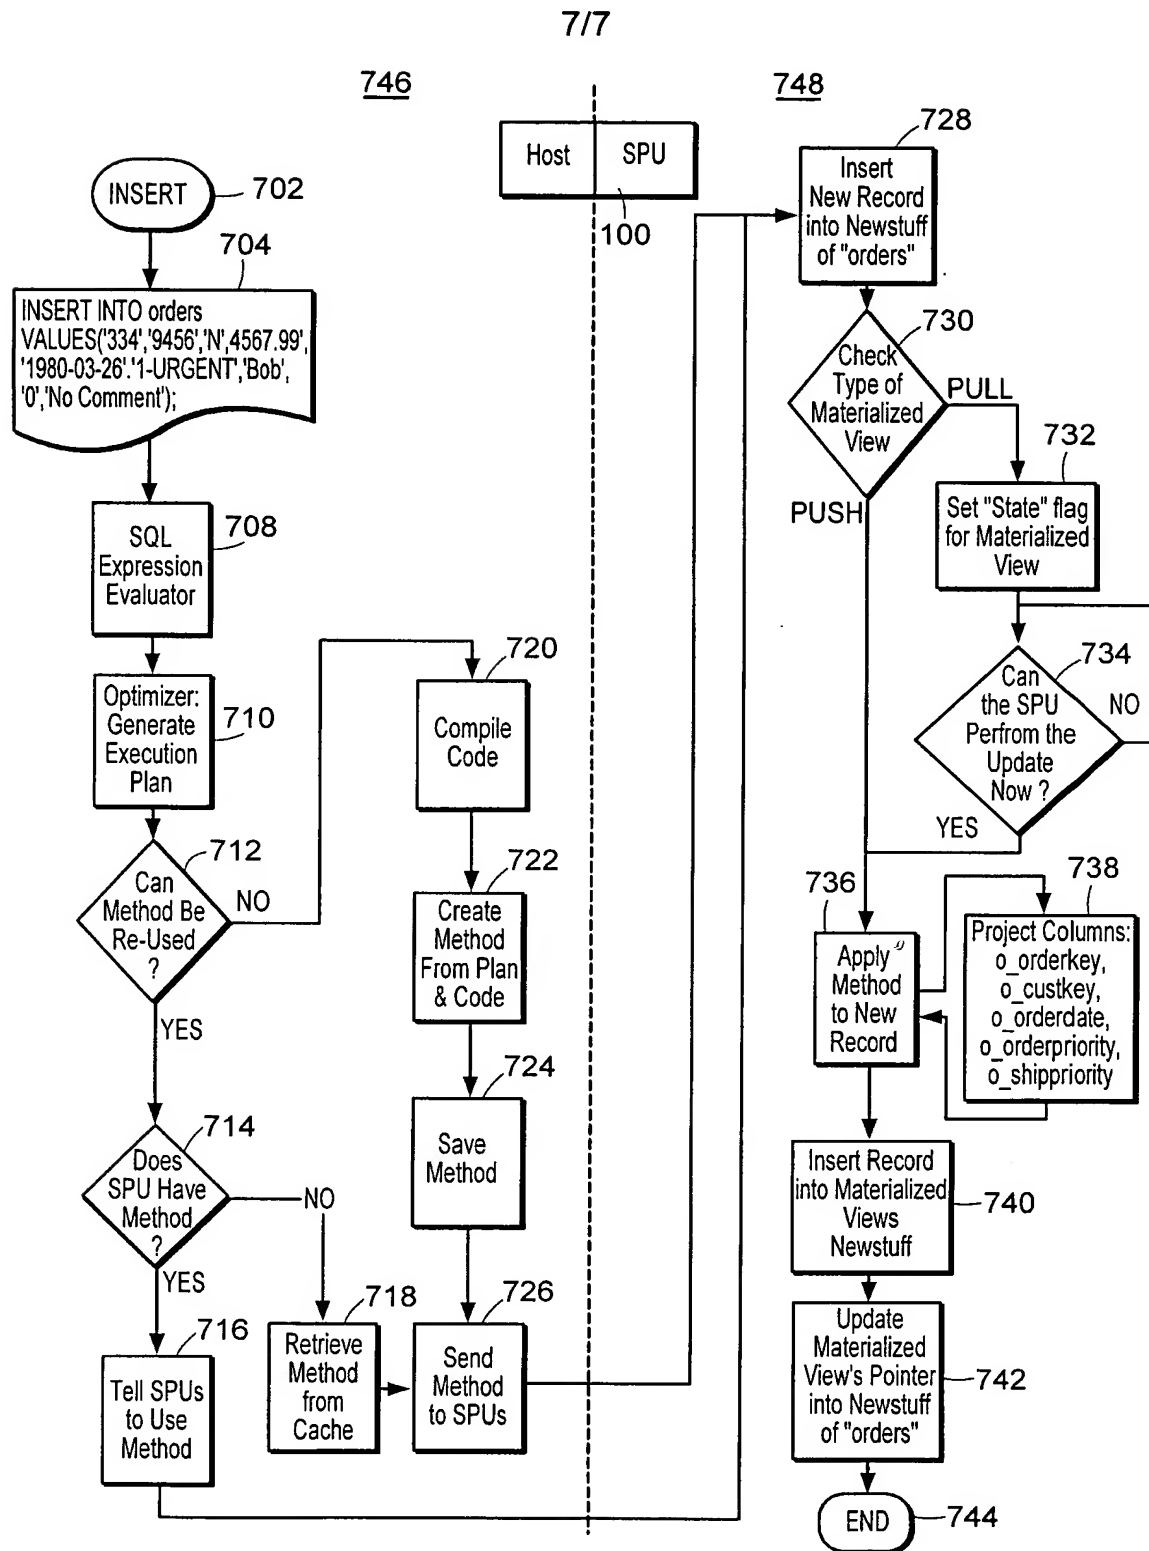 7/7
746
748
Host
SPU
100
INSERT
702
704
INSERT INTO orders
VALUES('334','9456','N',4567.99',
'1980-03-26'.'1-URGENT','Bob',
'0','No Comment');
SQL
Expression
Evaluator
708
Optimizer:
Generate
Execution
Plan
710
Can
Method Be
Re-Used
?
712
NO
YES
Does
SPU Have
Method
?
714
NO
YES
716
Tell SPUs
to Use
Method
718
Retrieve
Method
from
Cache
720
Compile
Code
722
Create
Method
From Plan
& Code
724
Save
Method
726
Send
Method
to SPUs
728
Insert
New Record
into Newstuff
of "orders"
730
Check
Type of
Materialized
View
PULL
PUSH
732
Set "State" flag
for Materialized
View
734
Can
the SPU
Perfrom the
Update
Now ?
NO
YES
736
Apply
Method
to New
Record
738
Project Columns:
o_orderkey,
o_custkey,
o_orderdate,
o_orderpriority,
o_shippriority
Insert Record
into Materialized
Views
Newstuff
740
Update
Materialized
View's Pointer
into Newstuff
of "orders"
742
END
744